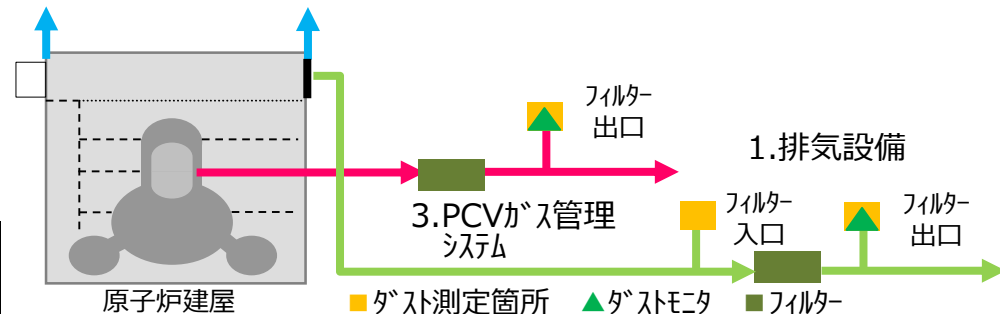 フィルター
出口
1.排気設備
3.PCVｶﾞｽ管理
ｼｽﾃﾑ
フィルター
入口
フィルター
出口
原子炉建屋
■ﾀﾞｽﾄ測定箇所 ▲ﾀﾞｽﾄﾓﾆﾀ ■フィルター